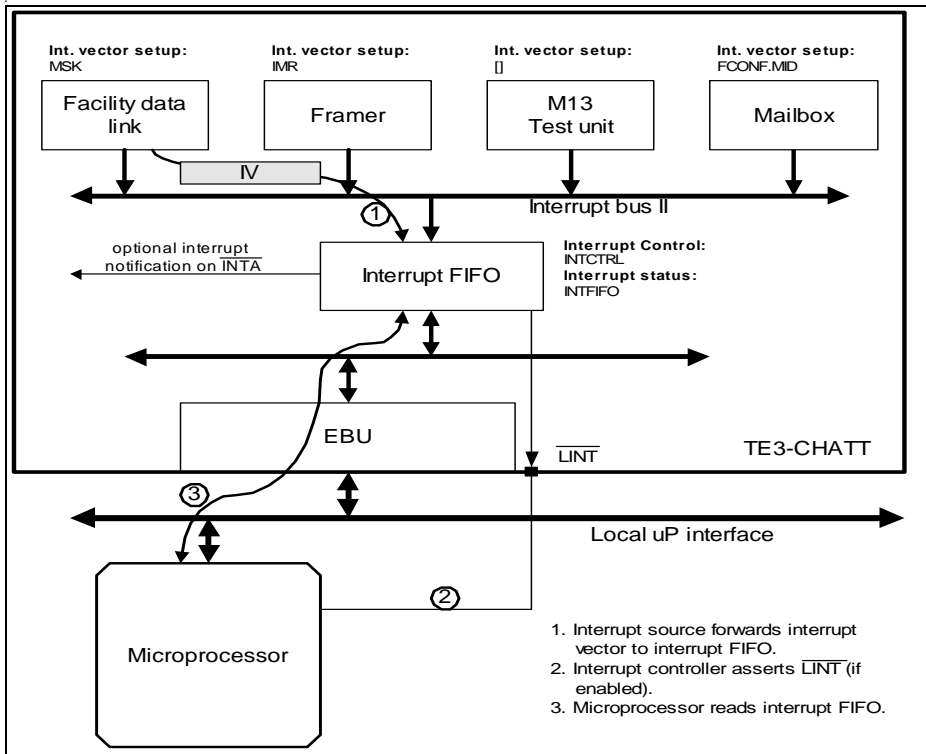 Int. vector setup:
MSK
Int. vector setup:
IMR
Int. vector setup:
[]
Int. vector setup:
FCONF.MID
Facility data
link
Framer
M13
Test unit
Mailbox
IV
Interrupt bus II
1
optional interrupt
notification on INTA
Interrupt FIFO
Interrupt Control:
INTCTRL
Interrupt status:
INTFIFO
EBU
LINT
TE3-CHATT
3
Local uP interface
2
Microprocessor
1. Interrupt source forwards interrupt
vector to interrupt FIFO.
2. Interrupt controller asserts LINT (if
enabled).
3. Microprocessor reads interrupt FIFO.